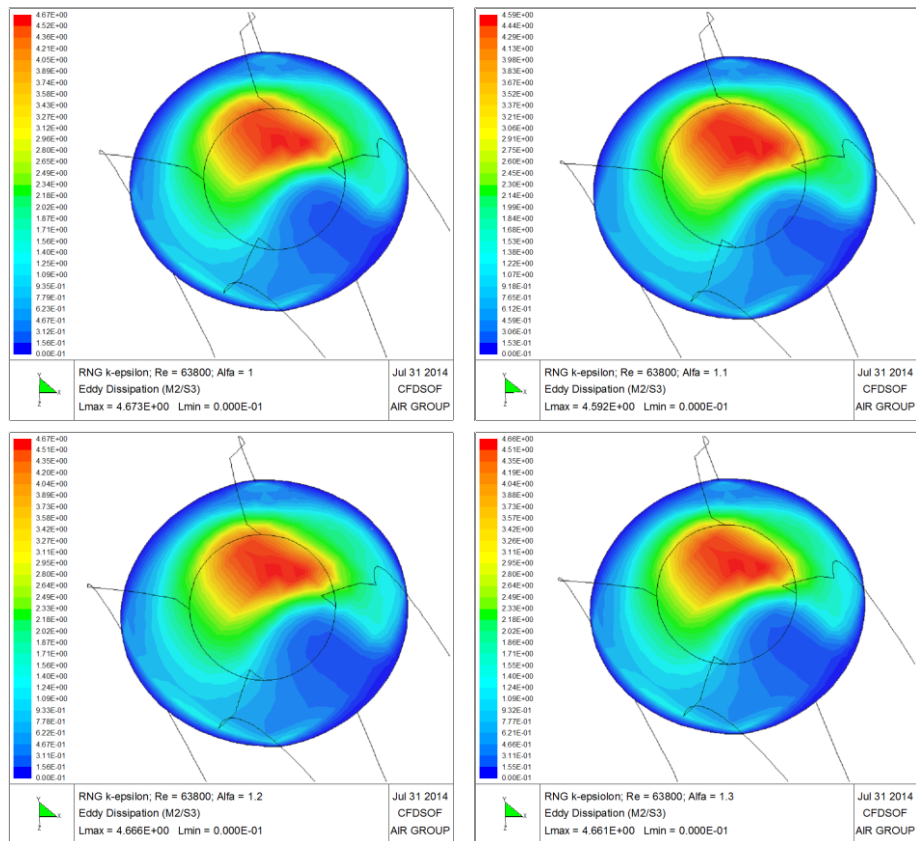 4.67E+00
4.52E+00
4.36E+00
4.21E+00
4.05E+00
3.89E+00
3.74E+00
3.58E+00
3.43E+00
3.27E+00
3.12E+00
2.96E+00
2.80E+00
2.65E+00
2.49E+00
2.34E+00
2.18E+00
2.02E+00
1.87E+00
1.71E+00
1.56E+00
1.40E+00
1.25E+00
1.09E+00
9.35E-01
7.79E-01
6.23E-01
4.67E-01
3.12E-01
1.56E-01
0.00E-01
Y
X
Z
RNG k-epsilon; Re = 63800; Alfa = 1
Jul 31 2014
Eddy Dissipation (M2/S3)
CFDSOF
Lmax = 4.673E+00 Lmin = 0.000E-01
AIR GROUP
4.59E+00
4.44E+00
4.29E+00
4.13E+00
3.98E+00
3.83E+00
3.67E+00
3.52E+00
3.37E+00
3.21E+00
3.06E+00
2.91E+00
2.76E+00
2.60E+00
2.45E+00
2.30E+00
2.14E+00
1.99E+00
1.84E+00
1.68E+00
1.53E+00
1.38E+00
1.22E+00
1.07E+00
9.18E-01
7.65E-01
6.12E-01
4.59E-01
3.06E-01
1.53E-01
0.00E-01
Y
X
Z
RNG k-epsilon; Re = 63800; Alfa = 1.1
Jul 31 2014
Eddy Dissipation (M2/S3)
CFDSOF
Lmax = 4.592E+00 Lmin = 0.000E-01
AIR GROUP
4.67E+00
4.51E+00
4.35E+00
4.20E+00
4.04E+00
3.89E+00
3.73E+00
3.58E+00
3.42E+00
3.27E+00
3.11E+00
2.95E+00
2.80E+00
2.64E+00
2.49E+00
2.33E+00
2.18E+00
2.02E+00
1.87E+00
1.71E+00
1.56E+00
1.40E+00
1.24E+00
1.09E+00
9.33E-01
7.78E-01
6.22E-01
4.67E-01
3.11E-01
1.56E-01
0.00E-01
Y
X
Z
RNG k-epsilon; Re = 63800; Alfa = 1.2
Jul 31 2014
Eddy Dissipation (M2/S3)
CFDSOF
Lmax = 4.666E+00 Lmin = 0.000E-01
AIR GROUP
4.66E+00
4.51E+00
4.35E+00
4.19E+00
4.04E+00
3.88E+00
3.73E+00
3.57E+00
3.42E+00
3.26E+00
3.11E+00
2.95E+00
2.80E+00
2.64E+00
2.49E+00
2.33E+00
2.18E+00
2.02E+00
1.86E+00
1.71E+00
1.55E+00
1.40E+00
1.24E+00
1.09E+00
9.32E-01
7.77E-01
6.21E-01
4.66E-01
3.11E-01
1.55E-01
0.00E-01
Y
X
Z
RNG k-epsiolon; Re = 63800; Alfa = 1.3
Jul 31 2014
Eddy Dissipation (M2/S3)
CFDSOF
Lmax = 4.661E+00 Lmin = 0.000E-01
AIR GROUP